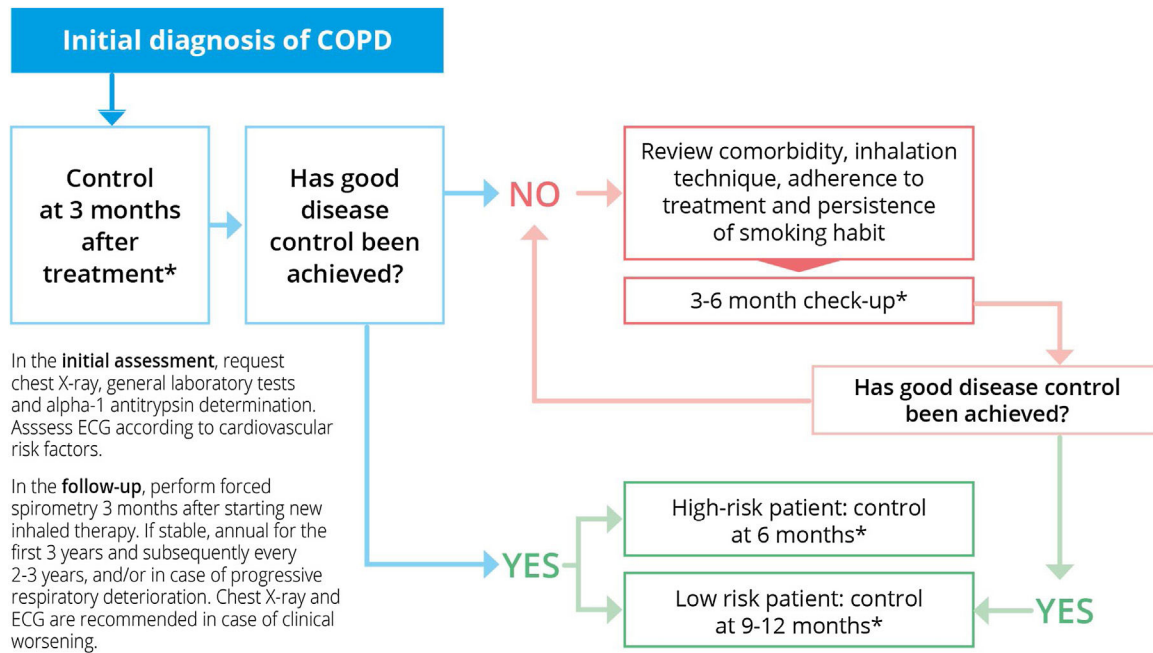 Initial diagnosis of COPD
Control
at 3 months
after
treatment*
Has good
disease
control been
achieved?
NO
Review comorbidity, inhalation
technique, adherence to
treatment and persistence
of smoking habit
3-6 month check-up*
Has good disease control
been achieved?
In the initial assessment, request
chest X-ray, general laboratory tests
and alpha-1 antitrypsin determination.
Asssess ECG according to cardiovascular
risk factors.
In the follow-up, perform forced
spirometry 3 months after starting new
inhaled therapy. If stable, annual for the
first 3 years and subsequently every
2-3 years, and/or in case of progressive
respiratory deterioration. Chest X-ray and
ECG are recommended in case of clinical
worsening.
YES
High-risk patient: control
at 6 months*
Low risk patient: control
at 9-12 months*
YES